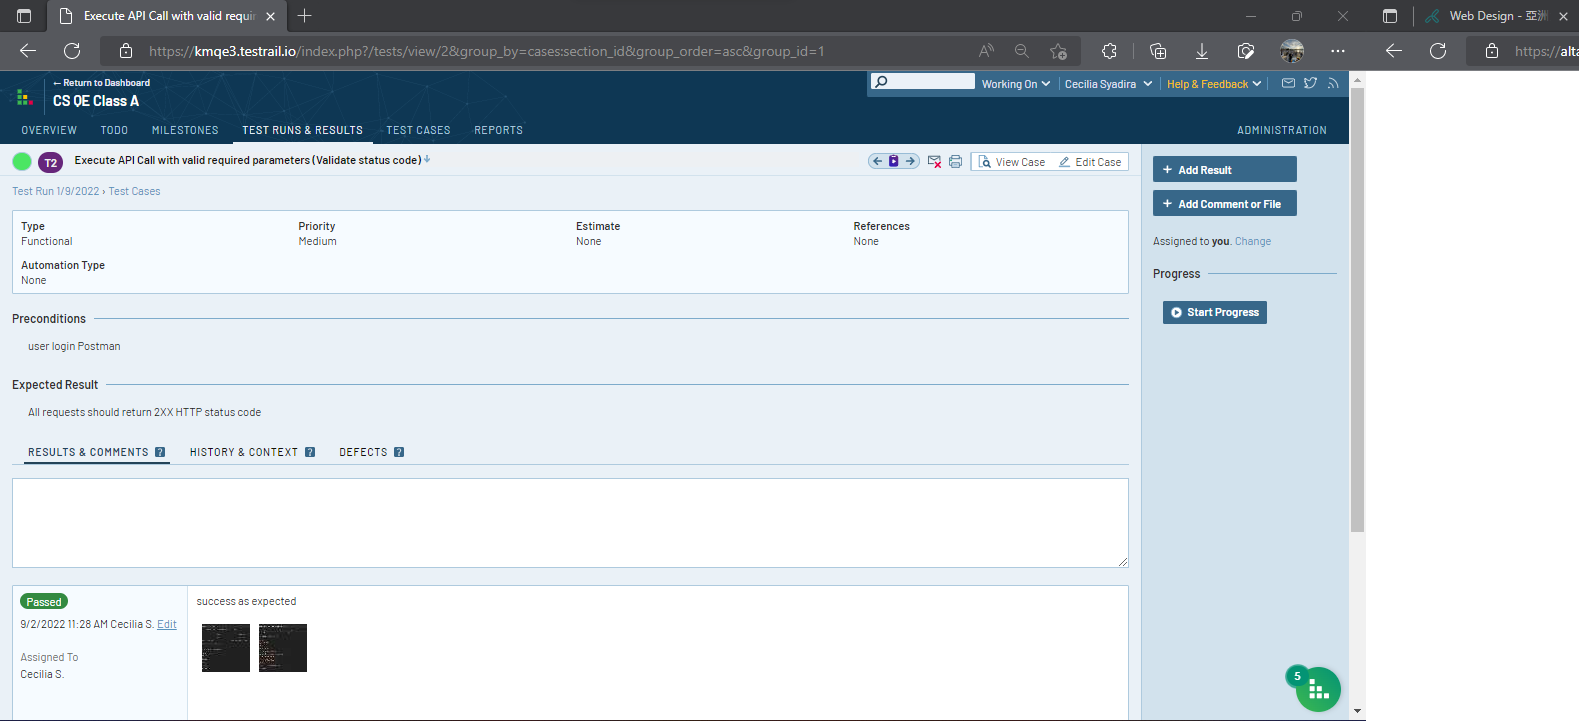 Execute API Call with valid requi
Web Design - 亞洲
https://kmqe3.testrail.io/index.php?/tests/view/2&group_by=cases:section_id&group_order=asc&group_id=1
https://alta
← Return to Dashboard
CS QE Class A
Working On
Cecilia Syadira
Help & Feedback
OVERVIEW TODO MILESTONES TEST RUNS & RESULTS TEST CASES REPORTS ADMINISTRATION
T2 Execute API Call with valid required parameters (Validate status code)
View Case Edit Case
Test Run 1/9/2022 › Test Cases
Type Priority Estimate References
Functional Medium None None
Automation Type
None
Preconditions
user login Postman
Expected Result
All requests should return 2XX HTTP status code
RESULTS & COMMENTS ? HISTORY & CONTEXT ? DEFECTS ?
Passed
9/2/2022 11:28 AM Cecilia S. Edit
Assigned To
Cecilia S.
success as expected
+ Add Result
+ Add Comment or File
Assigned to you. Change
Progress
Start Progress
5